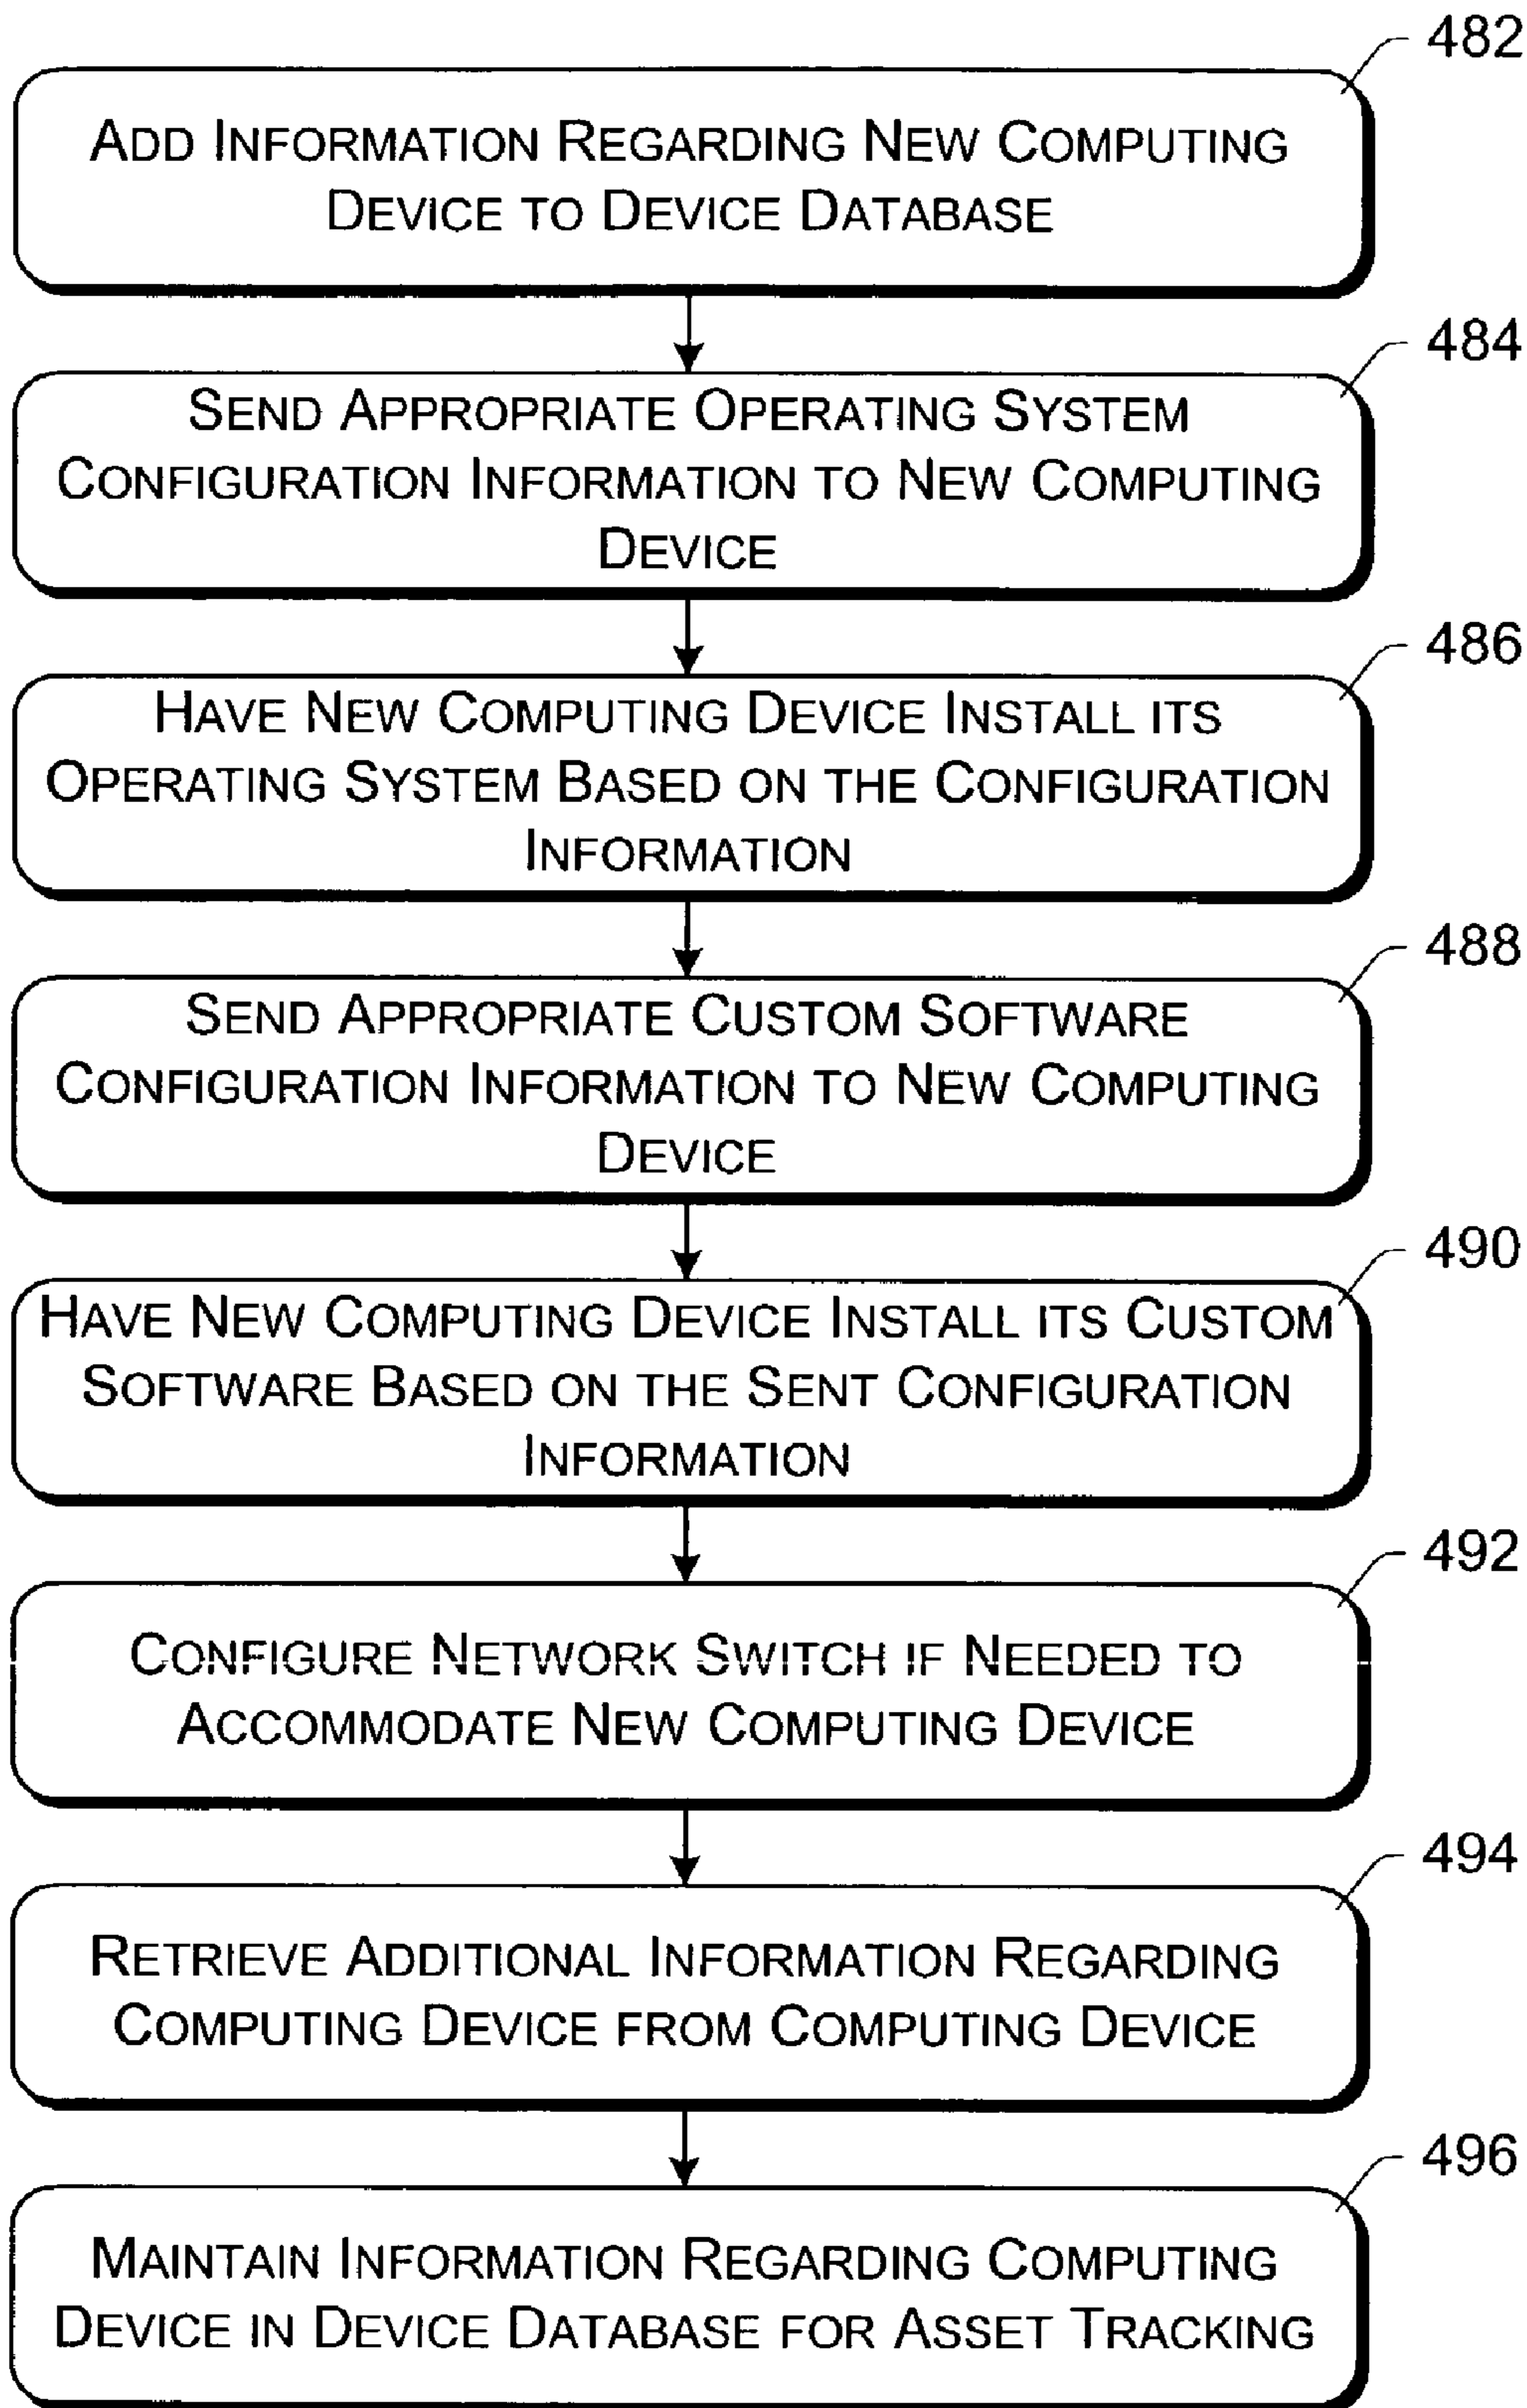 482
ADD INFORMATION REGARDING NEW COMPUTING
DEVICE TO DEVICE DATABASE
484
SEND APPROPRIATE OPERATING SYSTEM
CONFIGURATION INFORMATION TO NEW COMPUTING
DEVICE
486
HAVE NEW COMPUTING DEVICE INSTALL ITS
OPERATING SYSTEM BASED ON THE CONFIGURATION
INFORMATION
488
SEND APPROPRIATE CUSTOM SOFTWARE
CONFIGURATION INFORMATION TO NEW COMPUTING
DEVICE
490
HAVE NEW COMPUTING DEVICE INSTALL ITS CUSTOM
SOFTWARE BASED ON THE SENT CONFIGURATION
INFORMATION
492
CONFIGURE NETWORK SWITCH IF NEEDED TO
ACCOMMODATE NEW COMPUTING DEVICE
494
RETRIEVE ADDITIONAL INFORMATION REGARDING
COMPUTING DEVICE FROM COMPUTING DEVICE
496
MAINTAIN INFORMATION REGARDING COMPUTING
DEVICE IN DEVICE DATABASE FOR ASSET TRACKING